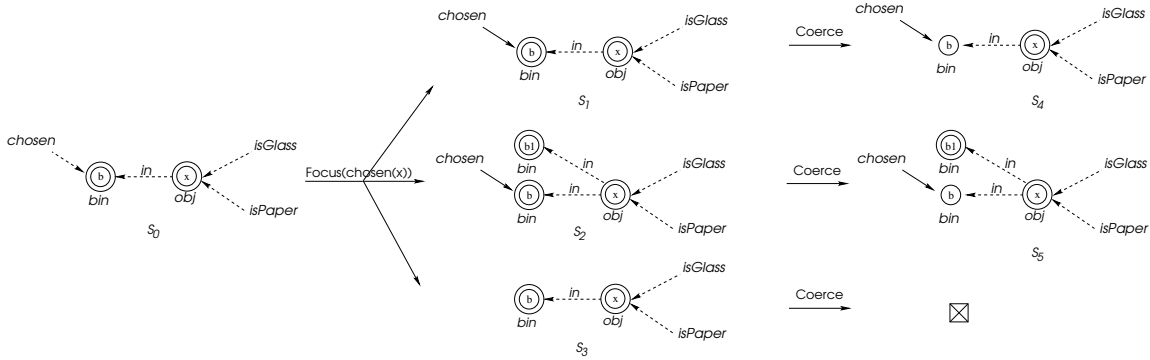 chosen
b
bin
in
x
obj
isGlass
isPaper
S0
Focus(chosen(x))
chosen
b
bin
in
x
obj
isGlass
isPaper
S1
Coerce
chosen
b
bin
in
x
obj
isGlass
isPaper
S4
b1
bin
chosen
b
bin
in
in
x
obj
isGlass
isPaper
S2
Coerce
b1
bin
chosen
b
bin
in
in
x
obj
isGlass
isPaper
S5
b
bin
in
x
obj
isGlass
isPaper
S3
Coerce